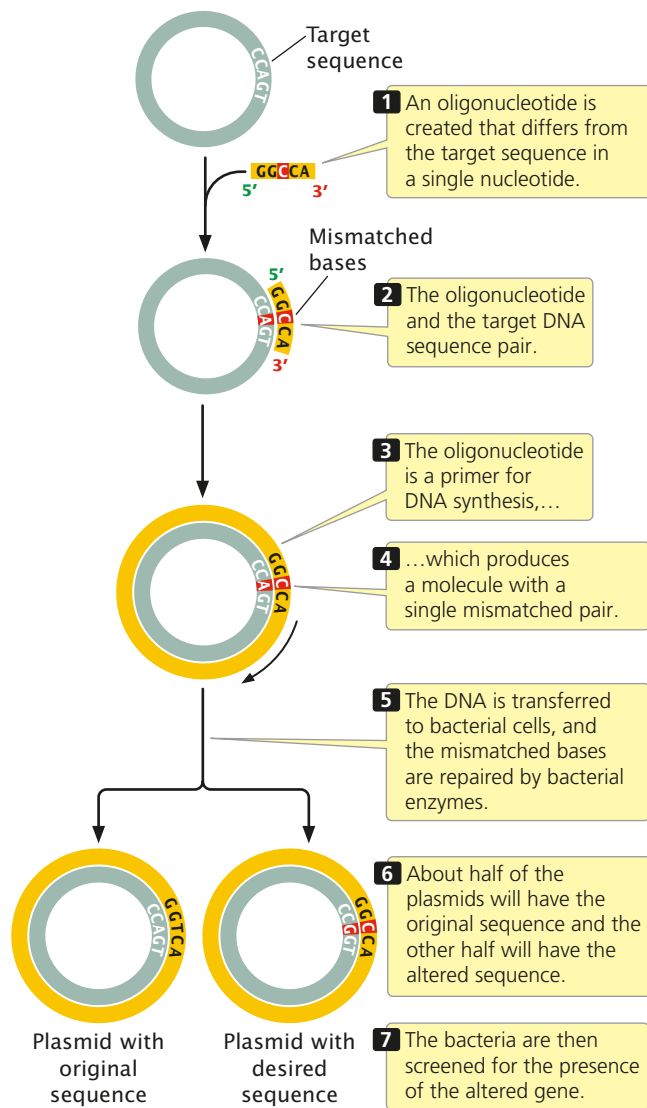 Target
sequence
CCAGT
1 An oligonucleotide is
created that differs from
the target sequence in
a single nucleotide.
GGCCA
5′ 3′
Mismatched
bases
5′
GGCCA
CCAGT
3′
2 The oligonucleotide
and the target DNA
sequence pair.
3 The oligonucleotide
is a primer for
DNA synthesis,…
4 …which produces
a molecule with a
single mismatched pair.
GGCCA
CCAGT
5 The DNA is transferred
to bacterial cells, and
the mismatched bases
are repaired by bacterial
enzymes.
GGTCA
CCAGT
GGCCA
CCGGT
6 About half of the
plasmids will have the
original sequence and the
other half will have the
altered sequence.
Plasmid with
original
sequence
Plasmid with
desired
sequence
7 The bacteria are then
screened for the presence
of the altered gene.